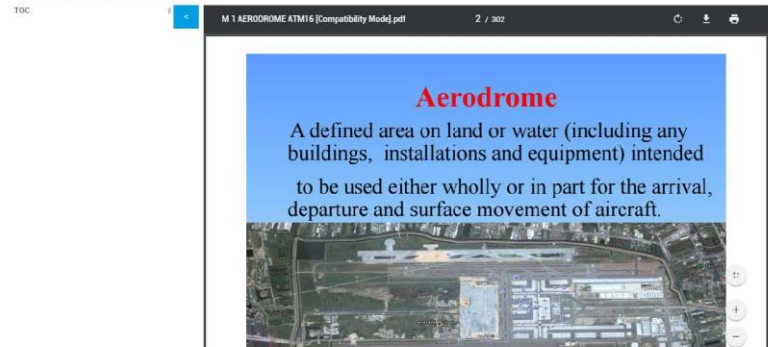 TOC
<
M 1 AERODROME ATM16 [Compatibility Mode].pdf
2 / 302
Aerodrome
A defined area on land or water (including any
buildings, installations and equipment) intended
to be used either wholly or in part for the arrival,
departure and surface movement of aircraft.
+
−